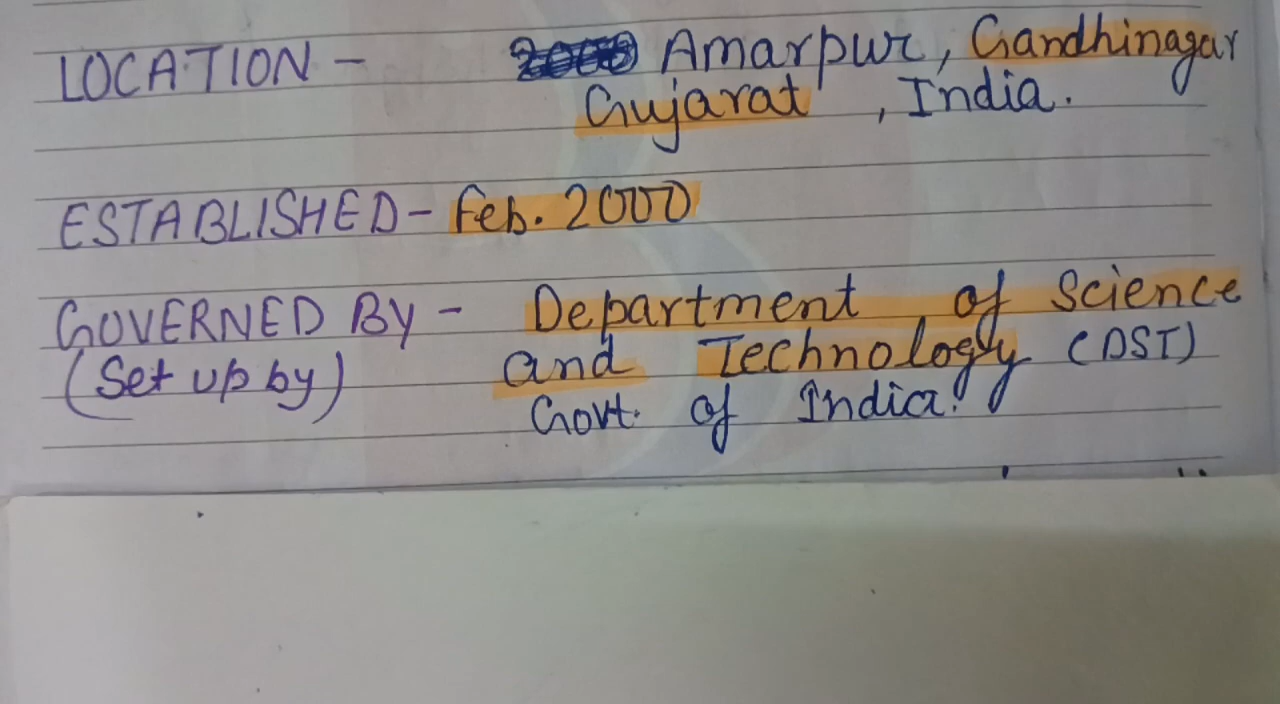 LOCATION - Amarpur, Gandhinagar
Gujarat , India.
ESTABLISHED - Feb. 2000
GOVERNED BY - Department of Science
(Set up by) and Technology (DST)
Govt. of India.